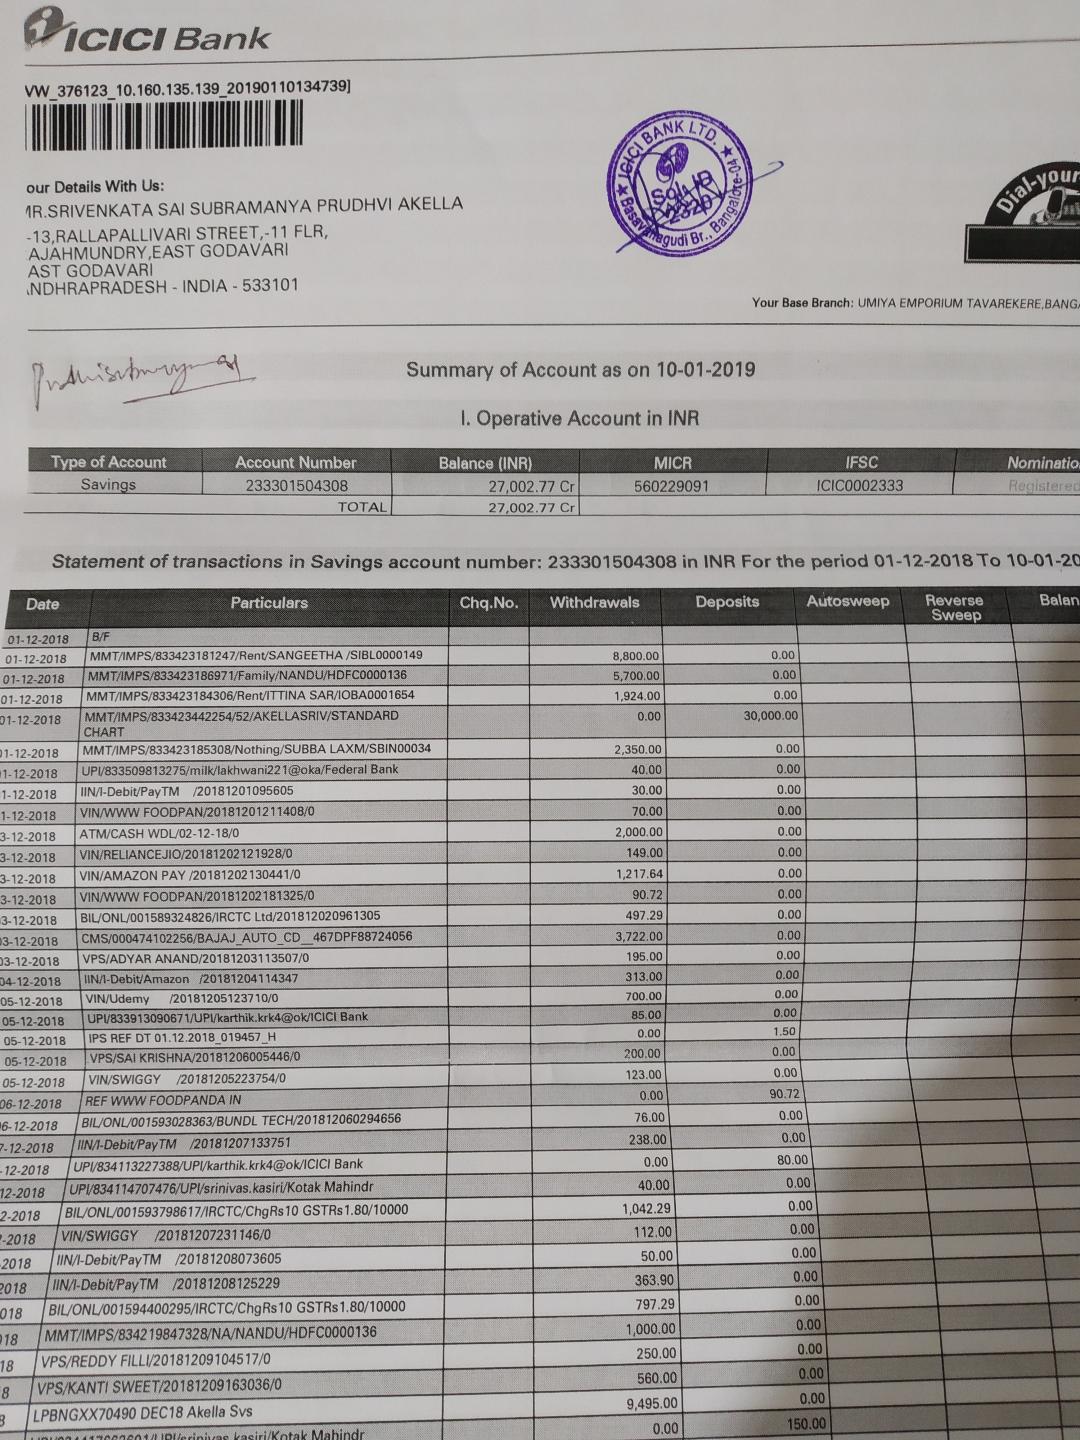 ICICI Bank
VW_376123_10.160.135.139_20190110134739]
our Details With Us:
MR.SRIVENKATA SAI SUBRAMANYA PRUDHVI AKELLA
-13,RALLAPALLIVARI STREET,-11 FLR,
AJAHMUNDRY,EAST GODAVARI
AST GODAVARI
NDHRAPRADESH - INDIA - 533101
ICICI BANK LTD.
SOL ID
2320
Basavanagudi Br., Bangalore-04
Dial-your
Your Base Branch: UMIYA EMPORIUM TAVAREKERE,BANGA
Summary of Account as on 10-01-2019
I. Operative Account in INR
Type of Account Account Number Balance (INR) MICR IFSC Nominatio
Savings 233301504308 27,002.77 Cr 560229091 ICIC0002333 Registered
TOTAL 27,002.77 Cr
Statement of transactions in Savings account number: 233301504308 in INR For the period 01-12-2018 To 10-01-20
Date Particulars Chq.No. Withdrawals Deposits Autosweep Reverse Sweep Balan
01-12-2018 B/F
01-12-2018 MMT/IMPS/833423181247/Rent/SANGEETHA /SIBL0000149 8,800.00 0.00
01-12-2018 MMT/IMPS/833423186971/Family/NANDU/HDFC0000136 5,700.00 0.00
01-12-2018 MMT/IMPS/833423184306/Rent/ITTINA SAR/IOBA0001654 1,924.00 0.00
01-12-2018 MMT/IMPS/833423442254/52/AKELLASRIV/STANDARD 0.00 30,000.00
CHART
01-12-2018 MMT/IMPS/833423185308/Nothing/SUBBA LAXM/SBIN00034 2,350.00 0.00
1-12-2018 UPI/833509813275/milk/lakhwani221@oka/Federal Bank 40.00 0.00
1-12-2018 IIN/I-Debit/PayTM /20181201095605 30.00 0.00
1-12-2018 VIN/WWW FOODPAN/20181201211408/0 70.00 0.00
3-12-2018 ATM/CASH WDL/02-12-18/0 2,000.00 0.00
3-12-2018 VIN/RELIANCEJIO/20181202121928/0 149.00 0.00
3-12-2018 VIN/AMAZON PAY /20181202130441/0 1,217.64 0.00
3-12-2018 VIN/WWW FOODPAN/20181202181325/0 90.72 0.00
03-12-2018 BIL/ONL/001589324826/IRCTC Ltd/201812020961305 497.29 0.00
03-12-2018 CMS/000474102256/BAJAJ_AUTO_CD__467DPF88724056 3,722.00 0.00
03-12-2018 VPS/ADYAR ANAND/20181203113507/0 195.00 0.00
04-12-2018 IIN/I-Debit/Amazon /20181204114347 313.00 0.00
05-12-2018 VIN/Udemy /20181205123710/0 700.00 0.00
05-12-2018 UPI/833913090671/UPI/karthik.krk4@ok/ICICI Bank 85.00 0.00
05-12-2018 IPS REF DT 01.12.2018_019457_H 0.00 1.50
05-12-2018 VPS/SAI KRISHNA/20181206005446/0 200.00 0.00
05-12-2018 VIN/SWIGGY /20181205223754/0 123.00 0.00
06-12-2018 REF WWW FOODPANDA IN 0.00 90.72
6-12-2018 BIL/ONL/001593028363/BUNDL TECH/201812060294656 76.00 0.00
7-12-2018 IIN/I-Debit/PayTM /20181207133751 238.00 0.00
-12-2018 UPI/834113227388/UPI/karthik.krk4@ok/ICICI Bank 0.00 80.00
12-2018 UPI/834114707476/UPI/srinivas.kasiri/Kotak Mahindr 40.00 0.00
2-2018 BIL/ONL/001593798617/IRCTC/ChgRs10 GSTRs1.80/10000 1,042.29 0.00
-2018 VIN/SWIGGY /20181207231146/0 112.00 0.00
-2018 IIN/I-Debit/PayTM /20181208073605 50.00 0.00
2018 IIN/I-Debit/PayTM /20181208125229 363.90 0.00
018 BIL/ONL/001594400295/IRCTC/ChgRs10 GSTRs1.80/10000 797.29 0.00
018 MMT/IMPS/834219847328/NA/NANDU/HDFC0000136 1,000.00 0.00
18 VPS/REDDY FILLI/20181209104517/0 250.00 0.00
8 VPS/KANTI SWEET/20181209163036/0 560.00 0.00
8 LPBNGXX70490 DEC18 Akella Svs 9,495.00 0.00
UPI/834417663601/UPI/srinivas.kasiri/Kotak Mahindr 0.00 150.00